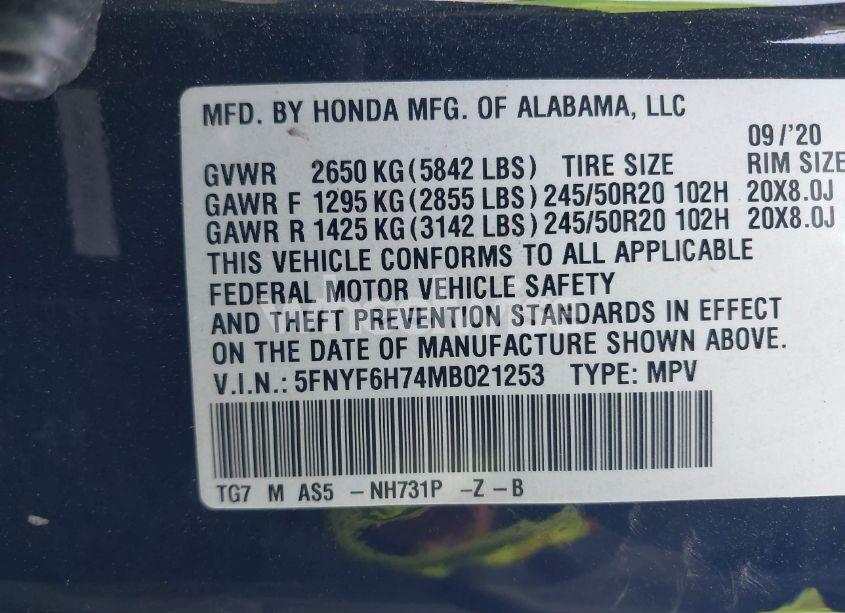 MFD. BY HONDA MFG. OF ALABAMA, LLC
09/'20
GVWR 2650 KG (5842 LBS) TIRE SIZE RIM SIZE
GAWR F 1295 KG (2855 LBS) 245/50R20 102H 20X8.0J
GAWR R 1425 KG (3142 LBS) 245/50R20 102H 20X8.0J
THIS VEHICLE CONFORMS TO ALL APPLICABLE
FEDERAL MOTOR VEHICLE SAFETY
AND THEFT PREVENTION STANDARDS IN EFFECT
ON THE DATE OF MANUFACTURE SHOWN ABOVE.
V.I.N.: 5FNYF6H74MB021253 TYPE: MPV
TG7 M AS5 -NH731P -Z -B